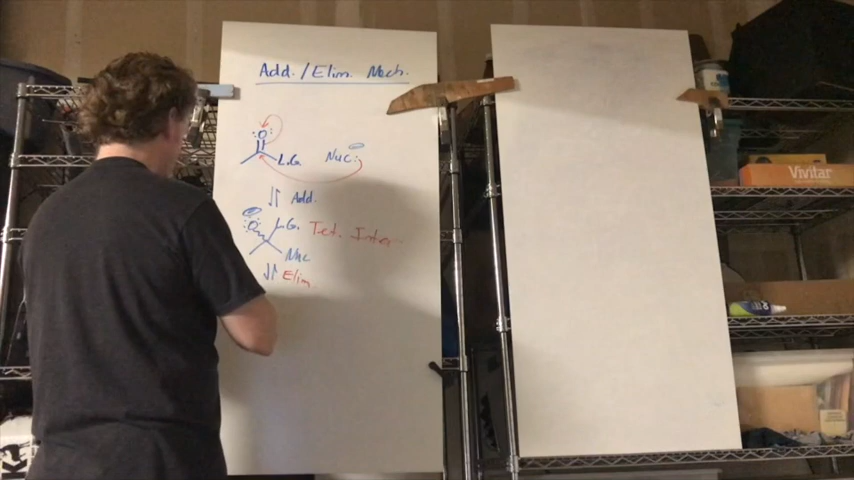 Add./Elim. Mech.
:O:
L.G. Nuc:
Add.
:O: L.G. Tet. Inter
Nuc
Elim.
Vivitar